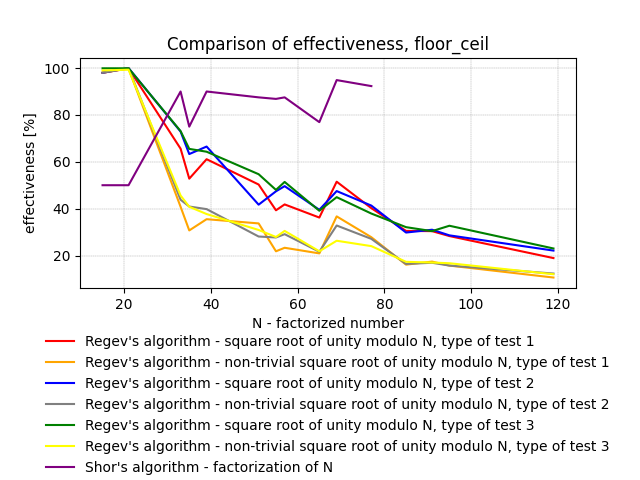 Comparison of effectiveness, floor_ceil
effectiveness [%]
100
80
60
40
20
20 40 60 80 100 120
N - factorized number
Regev's algorithm - square root of unity modulo N, type of test 1
Regev's algorithm - non-trivial square root of unity modulo N, type of test 1
Regev's algorithm - square root of unity modulo N, type of test 2
Regev's algorithm - non-trivial square root of unity modulo N, type of test 2
Regev's algorithm - square root of unity modulo N, type of test 3
Regev's algorithm - non-trivial square root of unity modulo N, type of test 3
Shor's algorithm - factorization of N